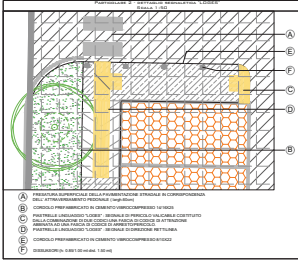 PARTICOLARE 2 - DETTAGLIO SEGNALETICA "LOGES"
SCALA 1:50
A
E
F
C
D
B
A FRESATURA SUPERFICIALE DELLA PAVIMENTAZIONE STRADALE IN CORRISPONDENZA
DELL' ATTRAVERSAMENTO PEDONALE
B CORDOLO PREFABBRICATO IN CEMENTO VIBROCOMPRESSO
C PIASTRELLE LINGUAGGIO "LOGES" - SEGNALE DI PERICOLO VALICABILE COSTITUITO
DALLA COMBINAZIONE DI DUE CODICI UNA FASCIA DI CODICE DI ATTENZIONE
ABBINATA AD UNA FASCIA DI CODICE DI ARRESTO/PERICOLO
D PIASTRELLE LINGUAGGIO "LOGES" - SEGNALE DI DIREZIONE RETTILINEA
E CORDOLO PREFABBRICATO IN CEMENTO VIBROCOMPRESSO
F DISSUASORI